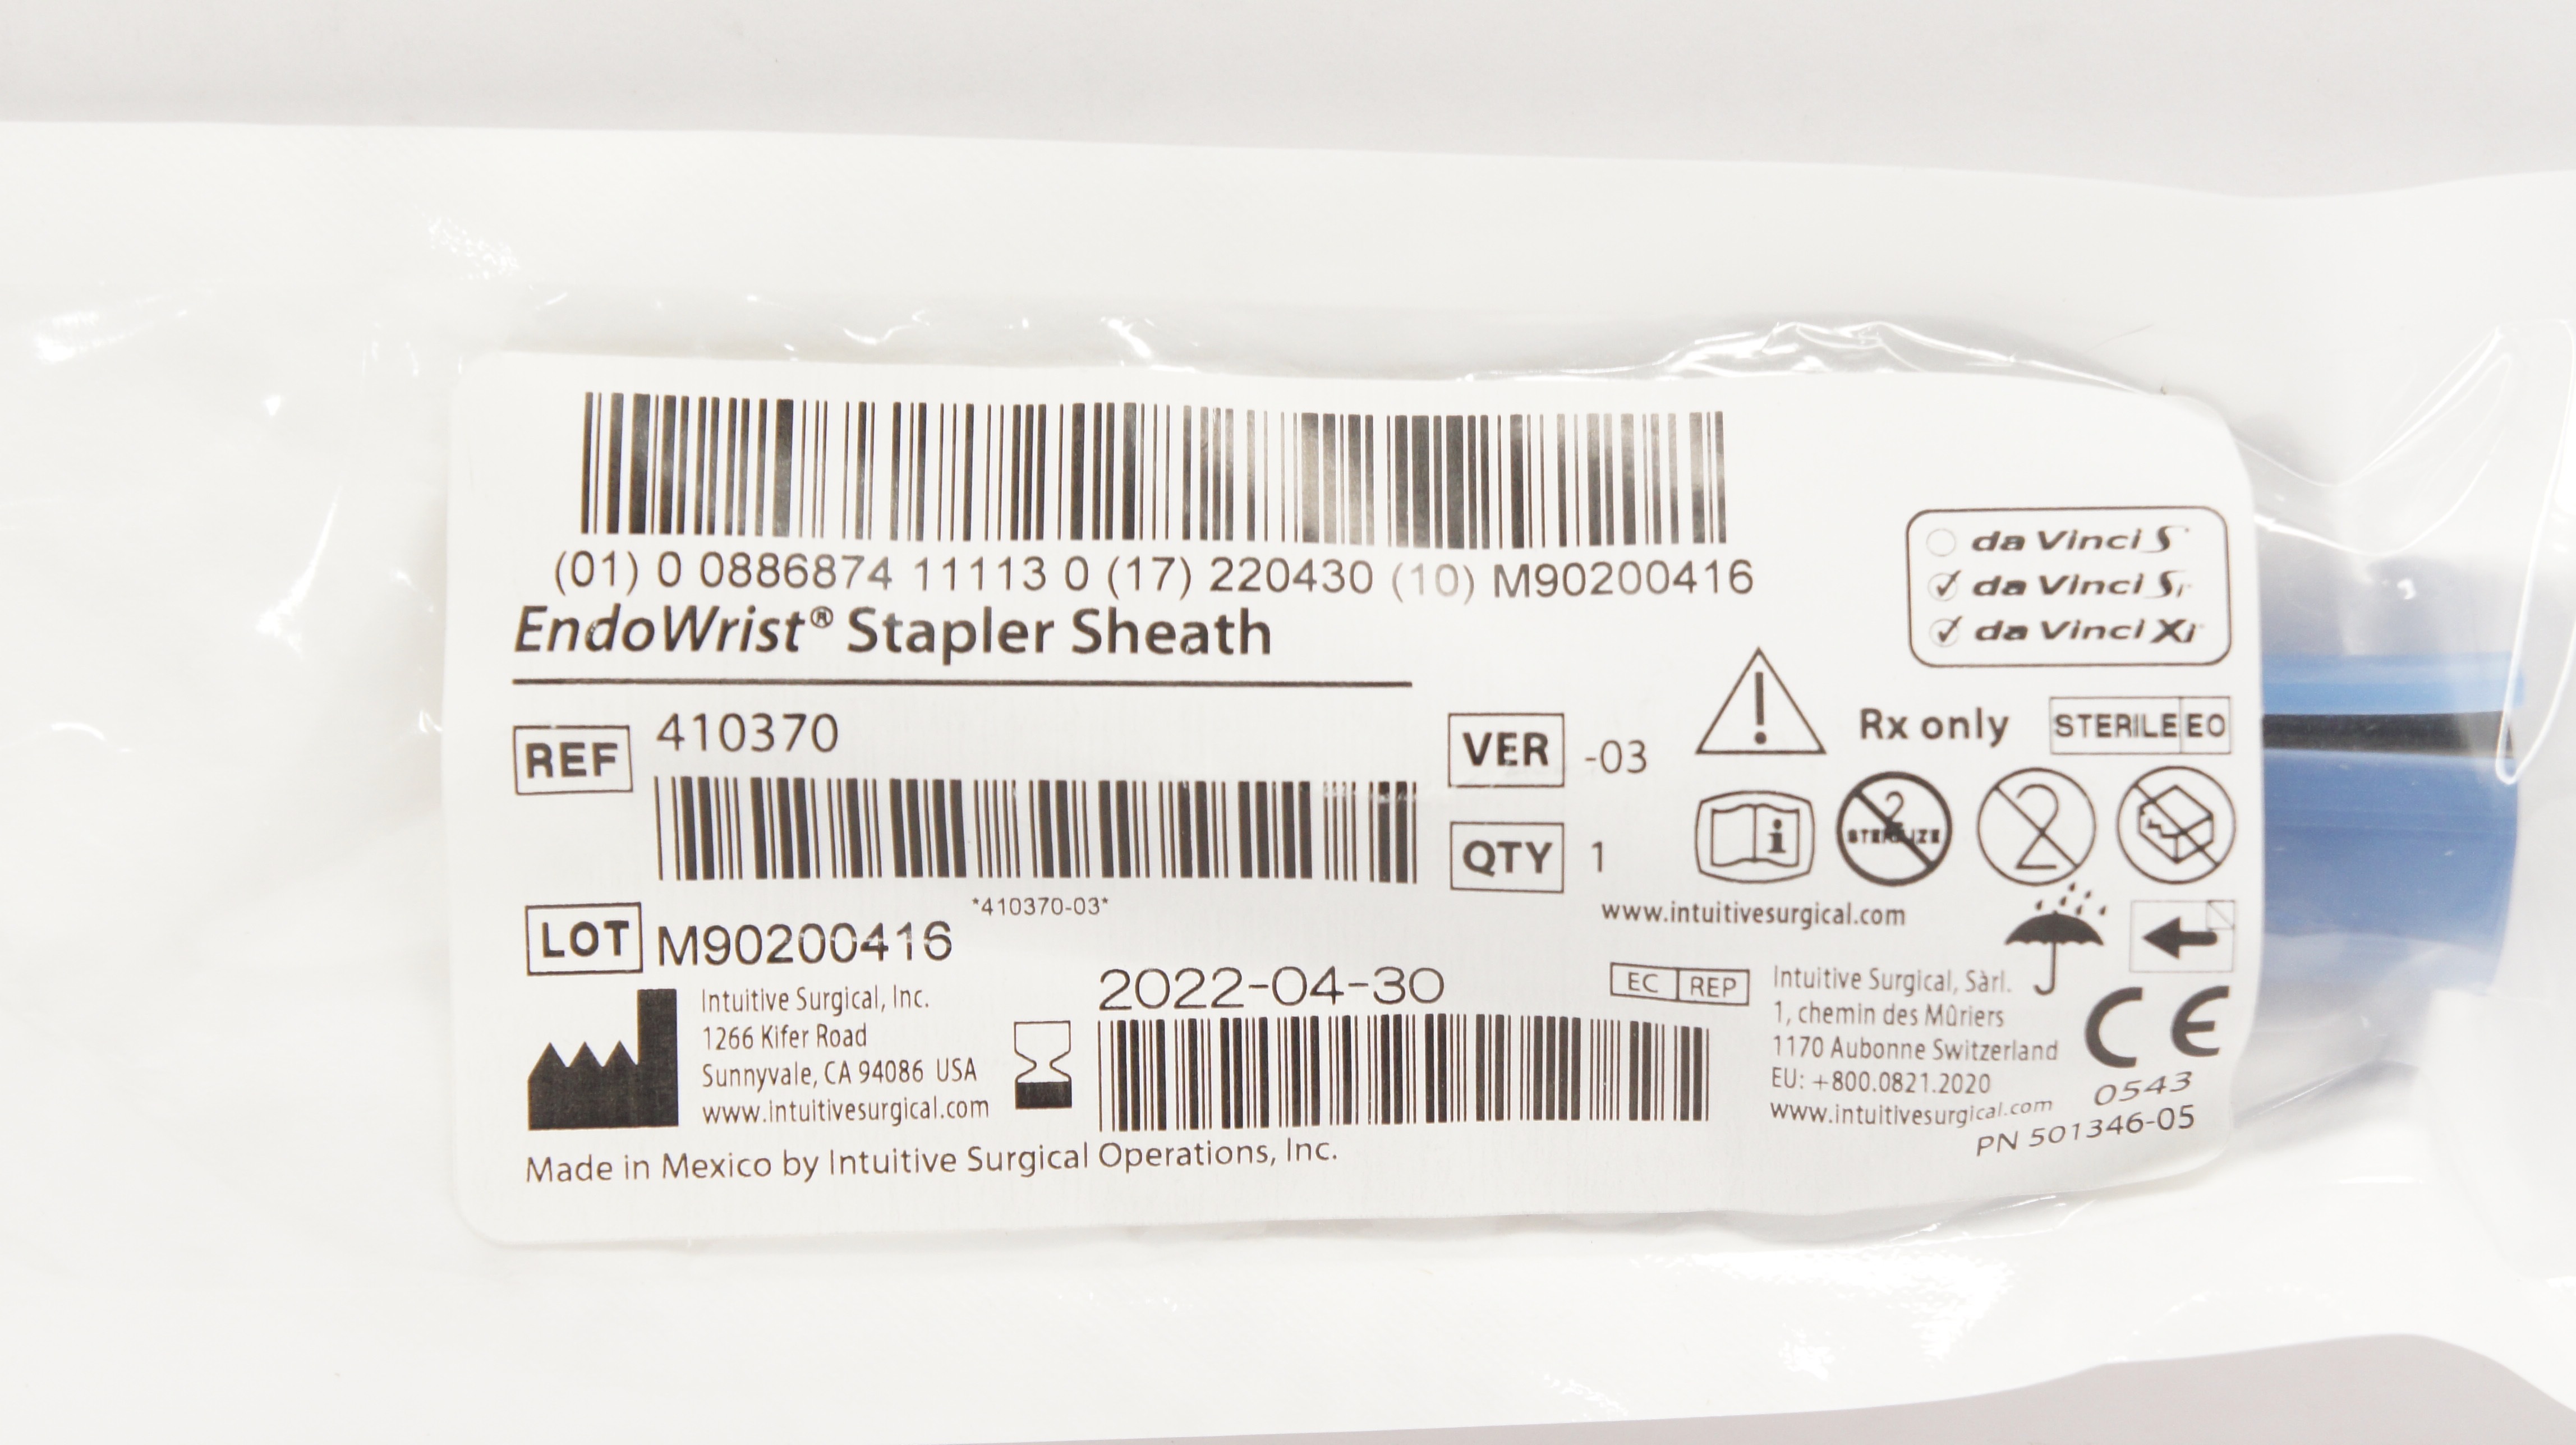 (01) 0 0886874 11113 0 (17) 220430 (10) M90200416
EndoWrist® Stapler Sheath
da Vinci S
da Vinci Si
da Vinci Xi
REF 410370
*410370-03*
VER -03
QTY 1
Rx only
STERILE EO
2 STERILIZE
2
www.intuitivesurgical.com
LOT M90200416
Intuitive Surgical, Inc.
1266 Kifer Road
Sunnyvale, CA 94086 USA
www.intuitivesurgical.com
2022-04-30
EC REP
Intuitive Surgical, Sàrl.
1, chemin des Mûriers
1170 Aubonne Switzerland
EU: +800.0821.2020
www.intuitivesurgical.com
CE
0543
PN 501346-05
Made in Mexico by Intuitive Surgical Operations, Inc.